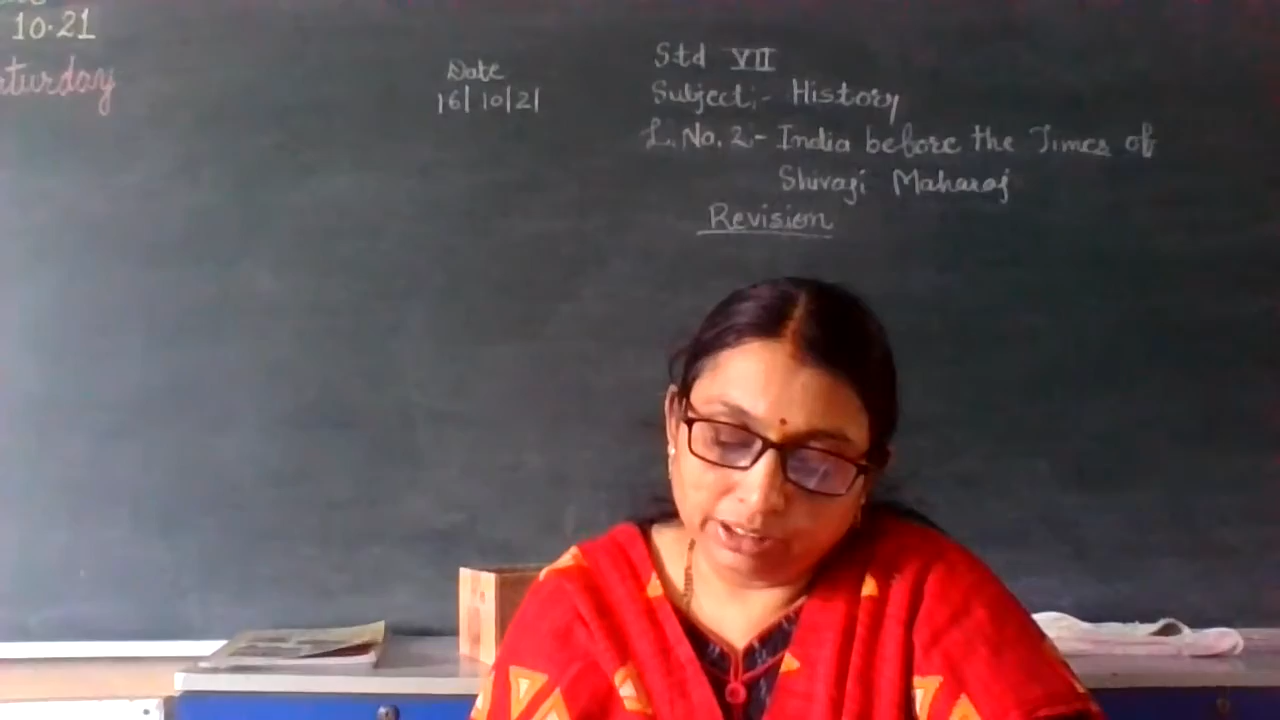 10.21
aturday
Date
16/10/21
Std VII
Subject:- History
L. No. 2:- India before the Times of
Shivaji Maharaj
Revision